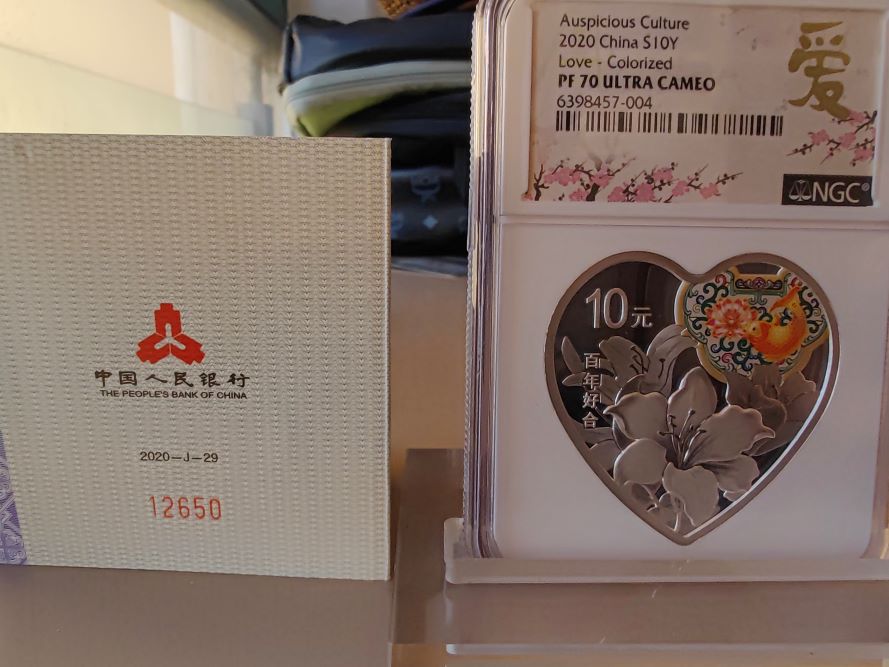 中国人民银行
THE PEOPLE'S BANK OF CHINA
2020—J—29
12650
Auspicious Culture
2020 China S10Y
Love - Colorized
PF 70 ULTRA CAMEO
6398457-004
爱
NGC
10元
百年好合